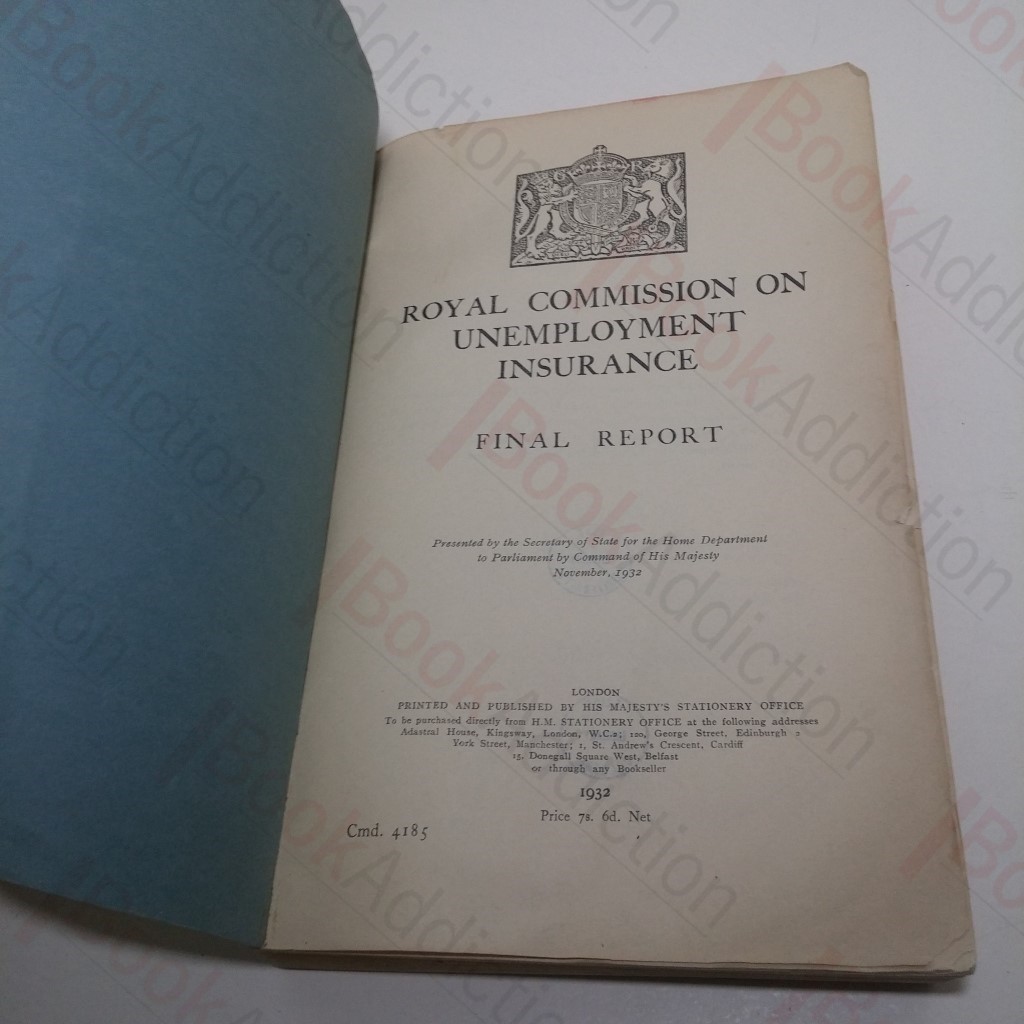 ROYAL COMMISSION ON
UNEMPLOYMENT
INSURANCE
FINAL REPORT
Presented by the Secretary of State for the Home Department
to Parliament by Command of His Majesty
November, 1932
LONDON
PRINTED AND PUBLISHED BY HIS MAJESTY'S STATIONERY OFFICE
To be purchased directly from H.M. STATIONERY OFFICE at the following addresses
Adastral House, Kingsway, London, W.C.2; 120, George Street, Edinburgh 2
York Street, Manchester; 1, St. Andrew's Crescent, Cardiff
15, Donegall Square West, Belfast
or through any Bookseller
1932
Price 7s. 6d. Net
Cmd. 4185
BookAddiction